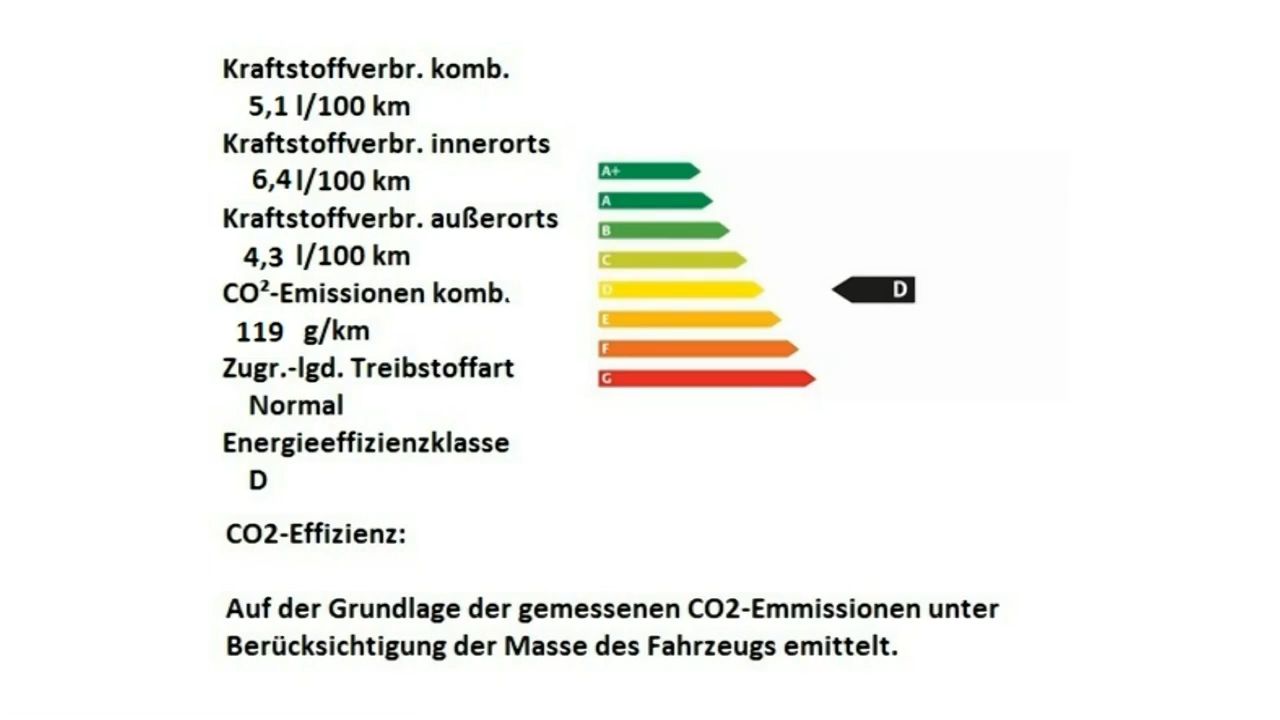 Kraftstoffverbr. komb.
5,1 l/100 km
Kraftstoffverbr. innerorts
6,4 l/100 km
Kraftstoffverbr. außerorts
4,3 l/100 km
CO²-Emissionen komb.
119 g/km
Zugr.-lgd. Treibstoffart
Normal
Energieeffizienzklasse
D
A+
A
B
C
D
E
F
G
D
CO2-Effizienz:
Auf der Grundlage der gemessenen CO2-Emmissionen unter
Berücksichtigung der Masse des Fahrzeugs emittelt.